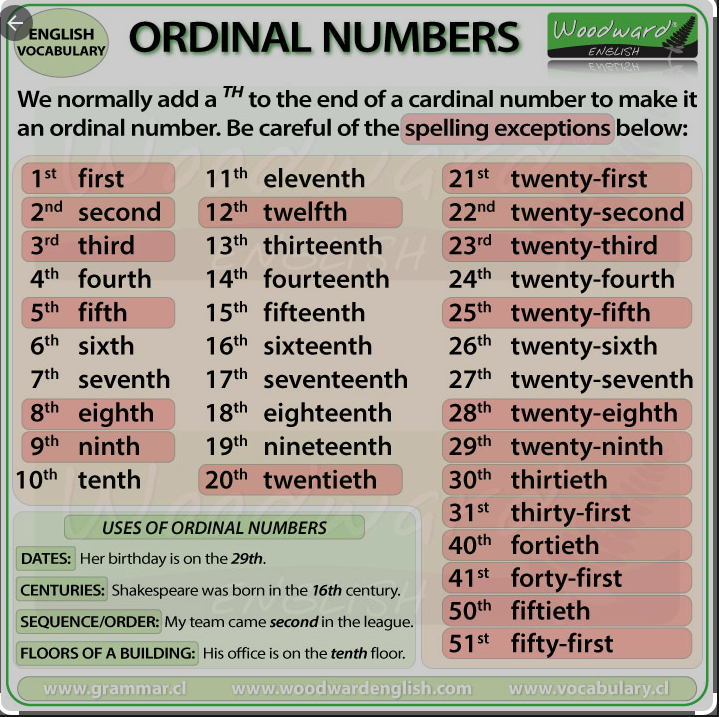 ENGLISH
VOCABULARY
ORDINAL NUMBERS
Woodward®
ENGLISH
We normally add a TH to the end of a cardinal number to make it
an ordinal number. Be careful of the spelling exceptions below:
1st first
2nd second
3rd third
4th fourth
5th fifth
6th sixth
7th seventh
8th eighth
9th ninth
10th tenth
11th eleventh
12th twelfth
13th thirteenth
14th fourteenth
15th fifteenth
16th sixteenth
17th seventeenth
18th eighteenth
19th nineteenth
20th twentieth
21st twenty-first
22nd twenty-second
23rd twenty-third
24th twenty-fourth
25th twenty-fifth
26th twenty-sixth
27th twenty-seventh
28th twenty-eighth
29th twenty-ninth
30th thirtieth
31st thirty-first
40th fortieth
41st forty-first
50th fiftieth
51st fifty-first
USES OF ORDINAL NUMBERS
DATES: Her birthday is on the 29th.
CENTURIES: Shakespeare was born in the 16th century.
SEQUENCE/ORDER: My team came second in the league.
FLOORS OF A BUILDING: His office is on the tenth floor.
www.grammar.cl www.woodwardenglish.com www.vocabulary.cl